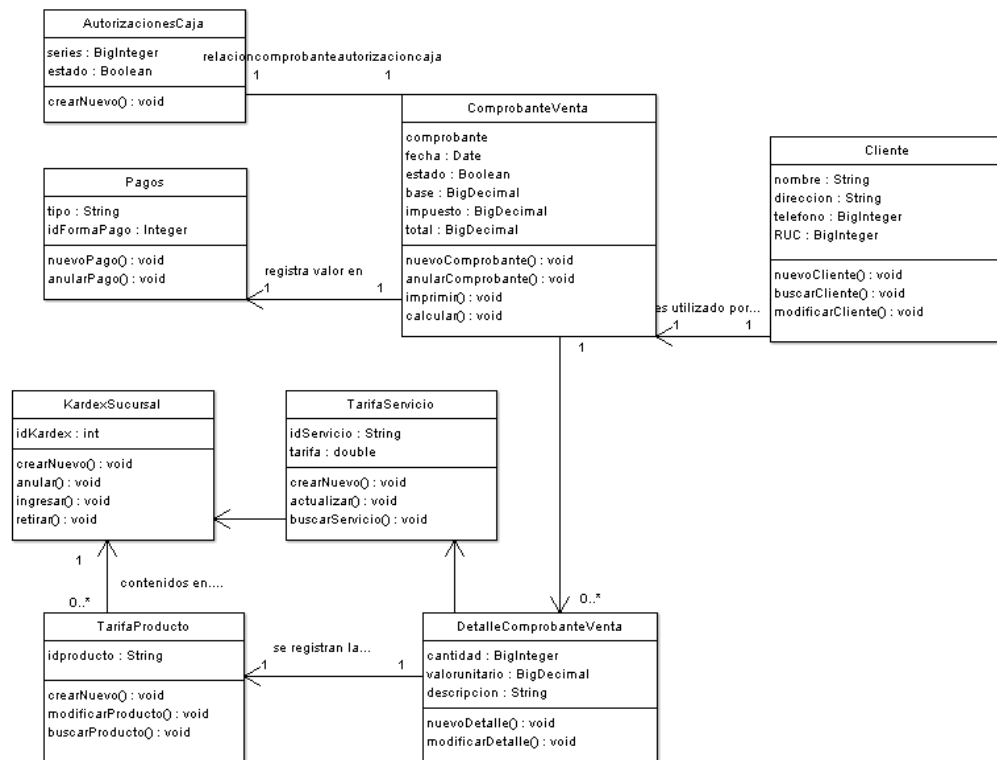 AutorizacionesCaja
series : BigInteger
estado : Boolean
crearNuevo() : void
relacioncomprobanteautorizacioncaja
1
1
ComprobanteVenta
comprobante
fecha : Date
estado : Boolean
base : BigDecimal
impuesto : BigDecimal
total : BigDecimal
nuevoComprobante() : void
anularComprobante() : void
imprimir() : void
calcular() : void
Cliente
nombre : String
direccion : String
telefono : BigInteger
RUC : BigInteger
nuevoCliente() : void
buscarCliente() : void
modificarCliente() : void
Pagos
tipo : String
idFormaPago : Integer
nuevoPago() : void
anularPago() : void
registra valor en
1
1
es utilizado por...
1
1
1
KardexSucursal
idKardex : int
crearNuevo() : void
anular() : void
ingresar() : void
retirar() : void
TarifaServicio
idServicio : String
tarifa : double
crearNuevo() : void
actualizar() : void
buscarServicio() : void
1
contenidos en....
0..*
0..*
TarifaProducto
idproducto : String
crearNuevo() : void
modificarProducto() : void
buscarProducto() : void
se registran la...
1
1
DetalleComprobanteVenta
cantidad : BigInteger
valorunitario : BigDecimal
descripcion : String
nuevoDetalle() : void
modificarDetalle() : void